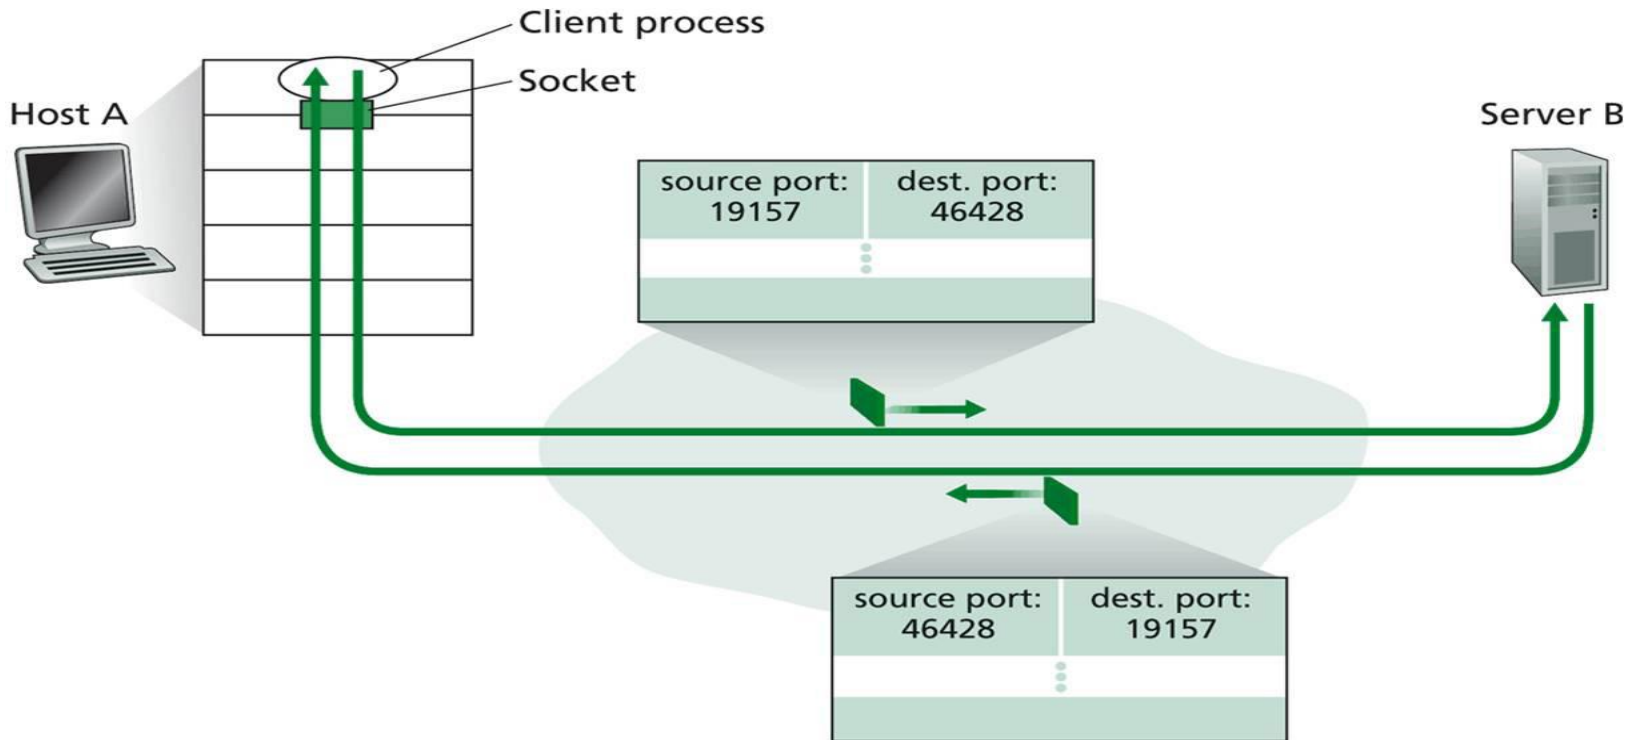 Client process
Socket
Host A
Server B
source port:
19157
dest. port:
46428
source port:
46428
dest. port:
19157